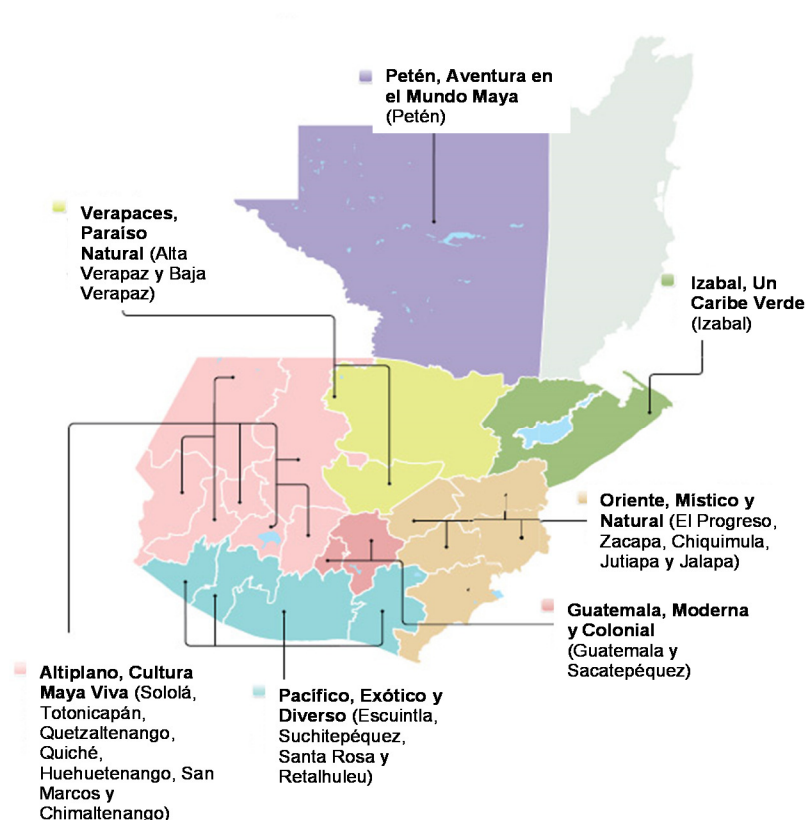 Petén, Aventura en
el Mundo Maya
(Petén)
Verapaces,
Paraíso
Natural (Alta
Verapaz y Baja
Verapaz)
Izabal, Un
Caribe Verde
(Izabal)
Oriente, Místico y
Natural (El Progreso,
Zacapa, Chiquimula,
Jutiapa y Jalapa)
Guatemala, Moderna
y Colonial
(Guatemala y
Sacatepéquez)
Altiplano, Cultura
Maya Viva (Sololá,
Totonicapán,
Quetzaltenango,
Quiché,
Huehuetenango, San
Marcos y
Chimaltenango)
Pacífico, Exótico y
Diverso (Escuintla,
Suchitepéquez,
Santa Rosa y
Retalhuleu)